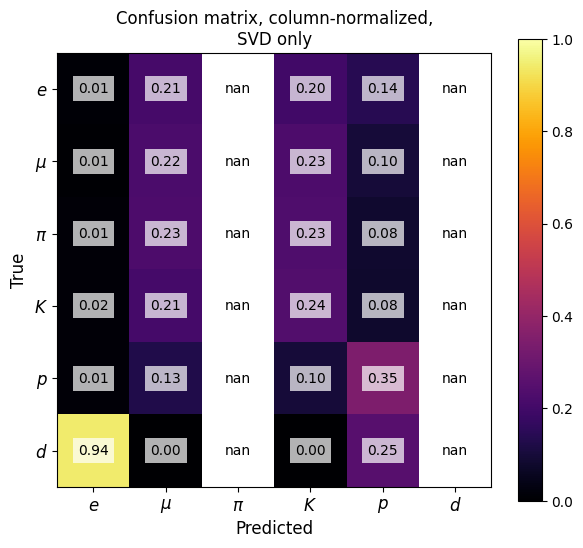 Confusion matrix, column-normalized,
SVD only
e 0.01 0.21 nan 0.20 0.14 nan
μ 0.01 0.22 nan 0.23 0.10 nan
π 0.01 0.23 nan 0.23 0.08 nan
K 0.02 0.21 nan 0.24 0.08 nan
p 0.01 0.13 nan 0.10 0.35 nan
d 0.94 0.00 nan 0.00 0.25 nan
e μ π K p d
Predicted
True
1.0
0.8
0.6
0.4
0.2
0.0